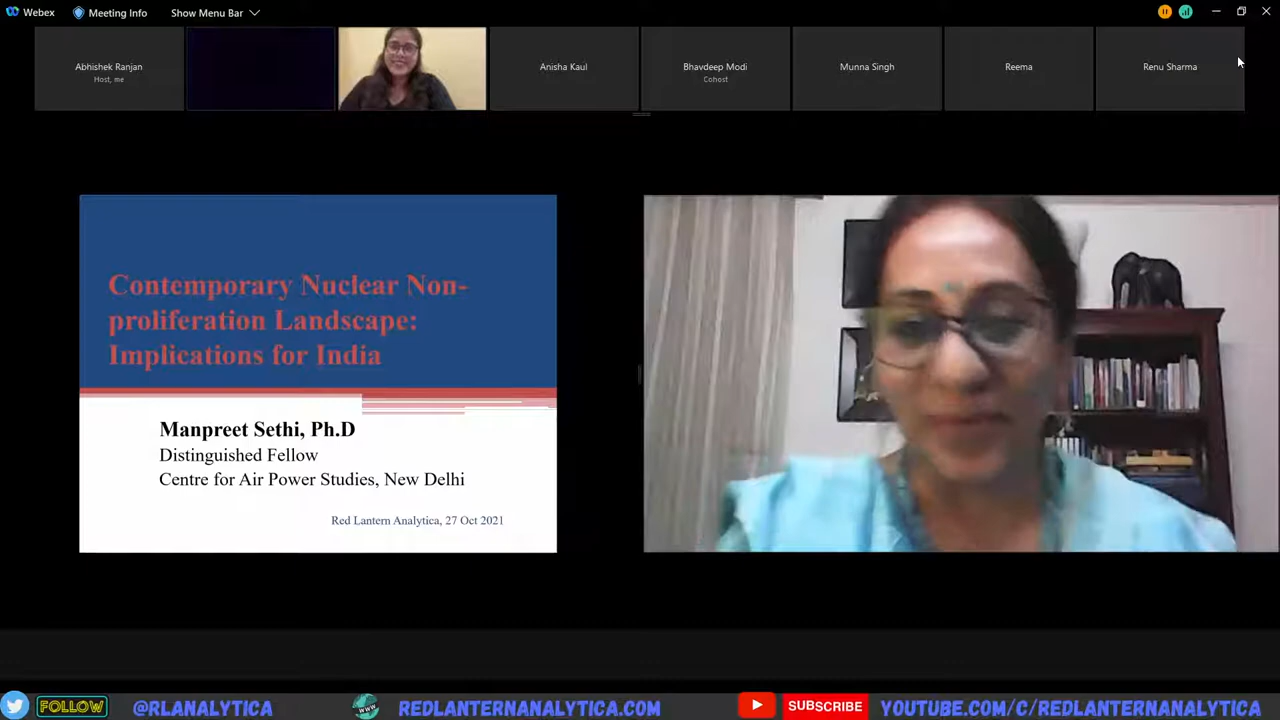 Webex Meeting Info Show Menu Bar
Abhishek Ranjan
Host, me
Anisha Kaul
Bhavdeep Modi
Cohost
Munna Singh
Reema
Renu Sharma
Contemporary Nuclear Non-
proliferation Landscape:
Implications for India
Manpreet Sethi, Ph.D
Distinguished Fellow
Centre for Air Power Studies, New Delhi
Red Lantern Analytica, 27 Oct 2021
FOLLOW @RLANALYTICA WWW REDLANTERNANALYTICA.COM SUBSCRIBE YOUTUBE.COM/C/REDLANTERNANALYTICA